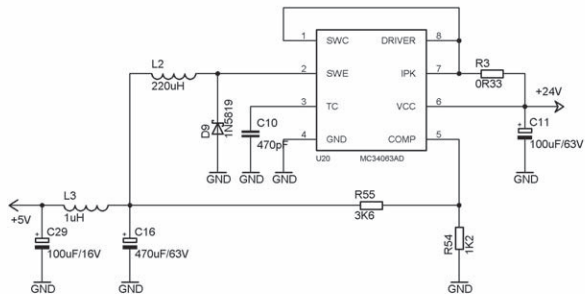 1 SWC DRIVER 8
L2
220uH
2 SWE IPK 7
R3
0R33
+24V
3 TC VCC 6
D9
1N5819
C10
470pF
4 GND COMP 5
C11
100uF/63V
U20 MC34063AD
GND
GND
GND
GND
L3
1uH
+5V
R55
3K6
C29
100uF/16V
C16
470uF/63V
R54
1K2
GND
GND
GND